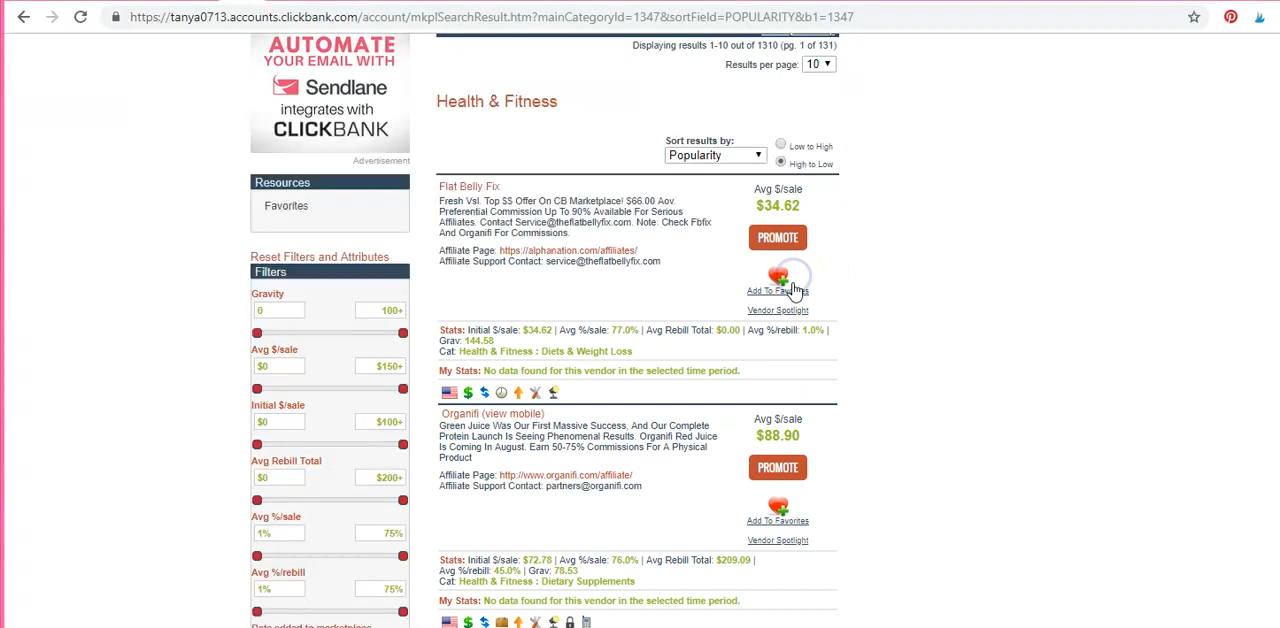 https://tanya0713.accounts.clickbank.com/account/mkplSearchResult.htm?mainCategoryId=1347&sortField=POPULARITY&b1=1347
AUTOMATE
YOUR EMAIL WITH
Sendlane
integrates with
CLICKBANK
Advertisement
Resources
Favorites
Reset Filters and Attributes
Filters
Gravity
0 100+
Avg $/sale
$0 $150+
Initial $/sale
$0 $100+
Avg Rebill Total
$0 $200+
Avg %/sale
1% 75%
Avg %/rebill
1% 75%
Date added to marketplace
Displaying results 1-10 out of 1310 (pg. 1 of 131)
Results per page: 10
Health & Fitness
Sort results by:
Popularity
Low to High
High to Low
Flat Belly Fix
Fresh Vsl. Top $$ Offer On CB Marketplace! $66.00 Aov.
Preferential Commission Up To 90% Available For Serious
Affiliates. Contact Service@theflatbellyfix.com. Note: Check Fbfix
And Organifi For Commissions.
Affiliate Page: https://alphanation.com/affiliates/
Affiliate Support Contact: service@theflatbellyfix.com
Avg $/sale
$34.62
PROMOTE
Add To Favorites
Vendor Spotlight
Stats: Initial $/sale: $34.62 | Avg %/sale: 77.0% | Avg Rebill Total: $0.00 | Avg %/rebill: 1.0% |
Grav: 144.58
Cat: Health & Fitness : Diets & Weight Loss
My Stats: No data found for this vendor in the selected time period.
Organifi (view mobile)
Green Juice Was Our First Massive Success, And Our Complete
Protein Launch Is Seeing Phenomenal Results. Organifi Red Juice
Is Coming In August. Earn 50-75% Commissions For A Physical
Product
Affiliate Page: http://www.organifi.com/affiliate/
Affiliate Support Contact: partners@organifi.com
Avg $/sale
$88.90
PROMOTE
Add To Favorites
Vendor Spotlight
Stats: Initial $/sale: $72.78 | Avg %/sale: 76.0% | Avg Rebill Total: $209.09 |
Avg %/rebill: 45.0% | Grav: 78.53
Cat: Health & Fitness : Dietary Supplements
My Stats: No data found for this vendor in the selected time period.